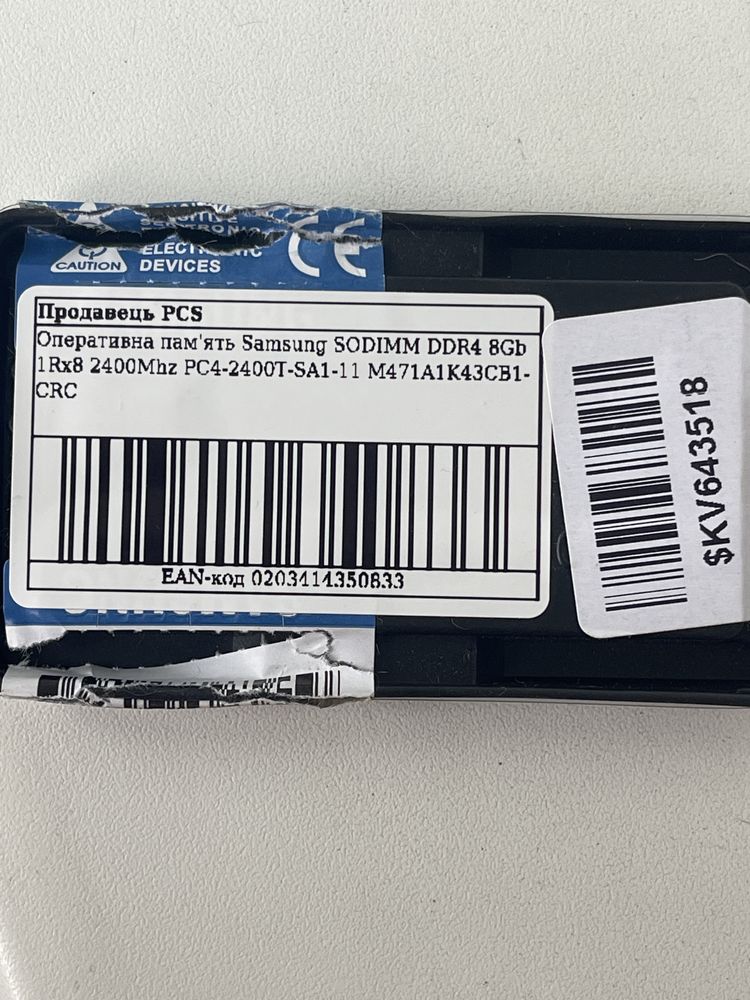 ELECTRONIC
CAUTION
DEVICES
Продавець PCS
Оперативна пам'ять Samsung SODIMM DDR4 8Gb
1Rx8 2400Mhz PC4-2400T-SA1-11 M471A1K43CB1-
CRC
EAN-код 0203414350833
$KV643518